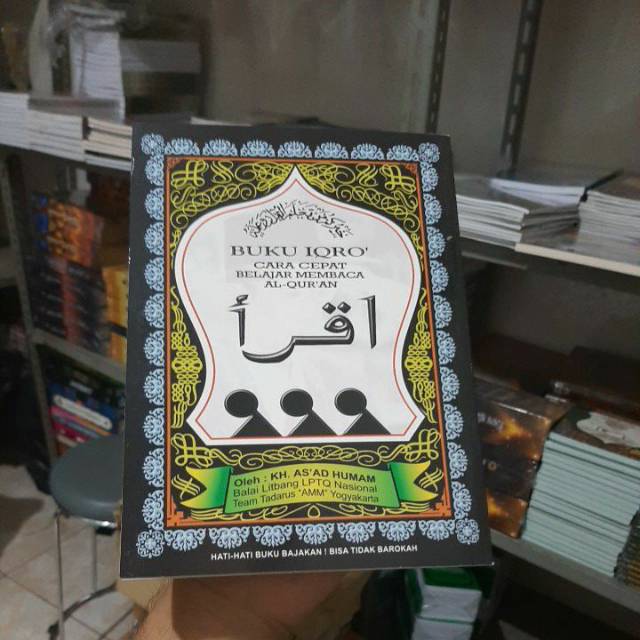 BUKU IQRO'
CARA CEPAT
BELAJAR MEMBACA
AL-QUR'AN
اقرأ
Oleh : KH. AS'AD HUMAM
Balai Litbang LPTQ Nasional
Team Tadarus "AMM" Yogyakarta
HATI-HATI BUKU BAJAKAN ! BISA TIDAK BAROKAH